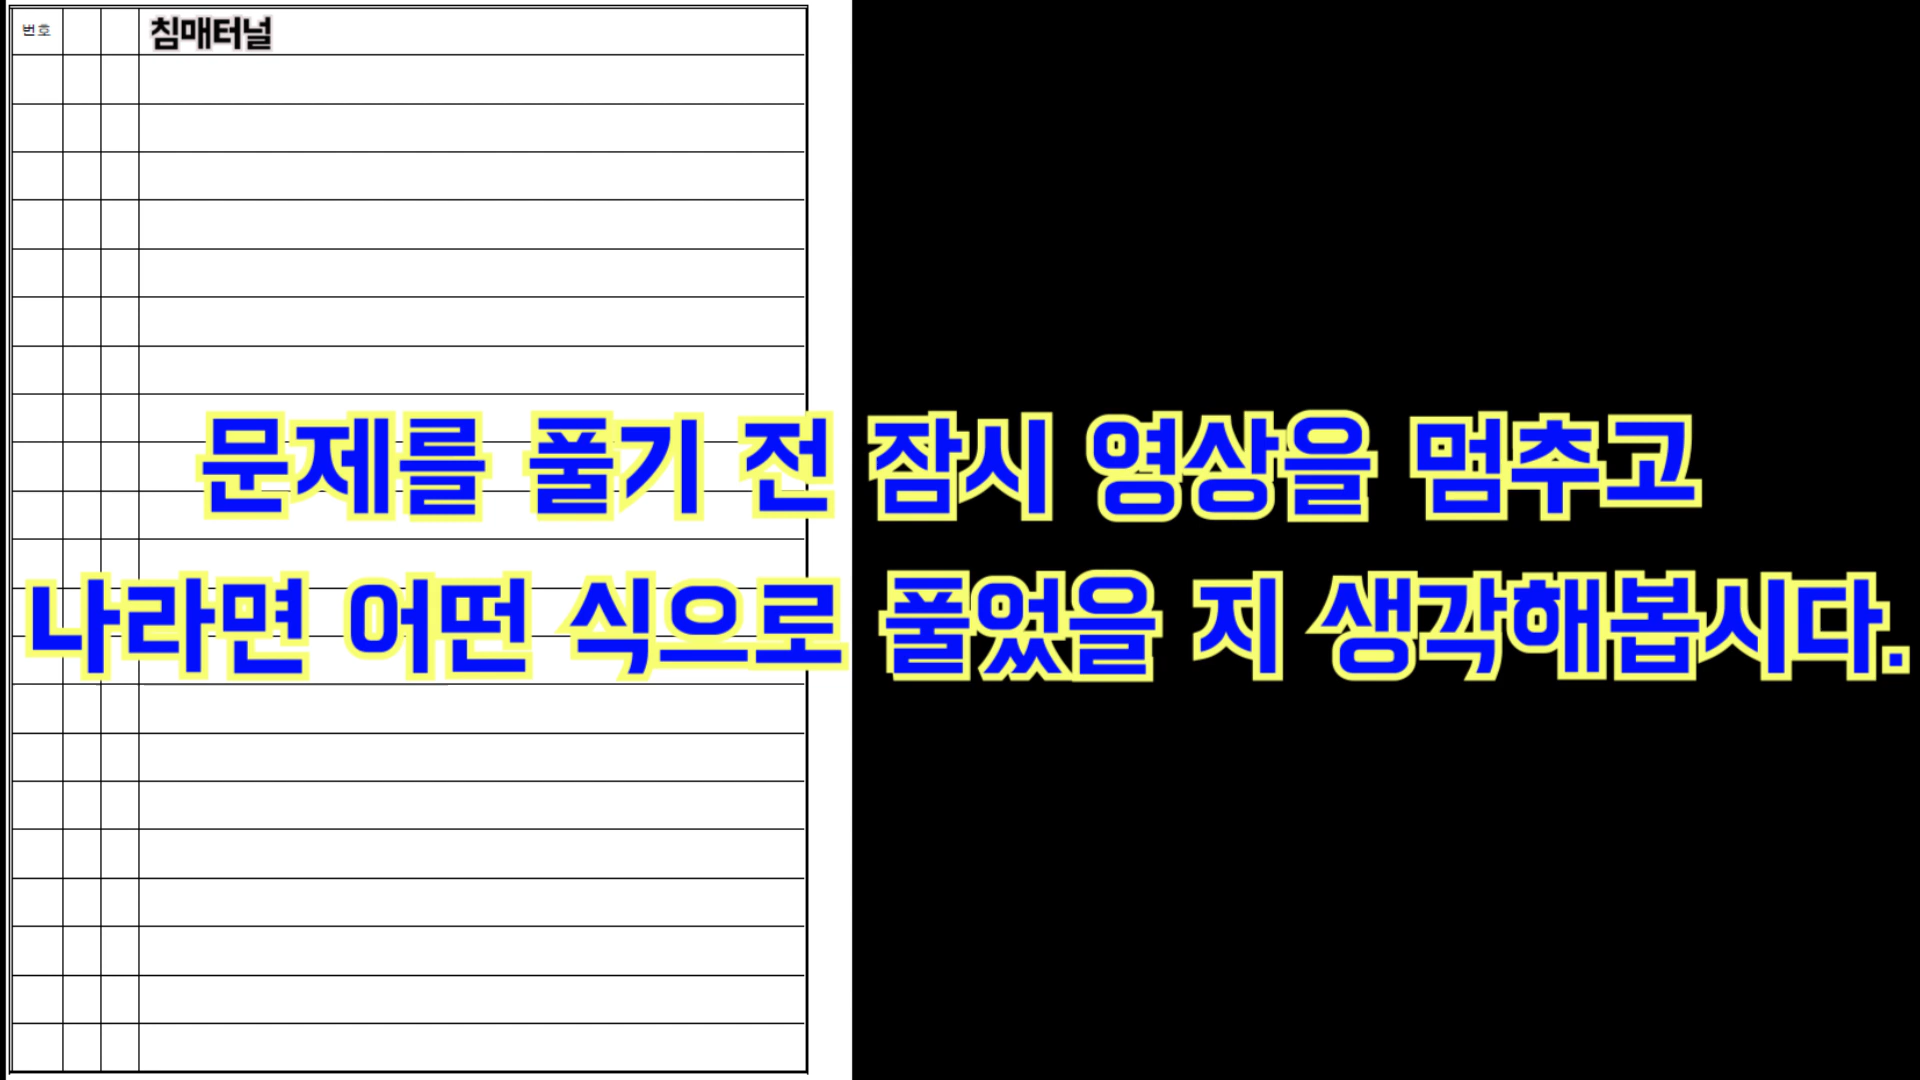 번호
침매터널
문제를 풀기 전 잠시 영상을 멈추고
나라면 어떤 식으로 풀었을 지 생각해봅시다.